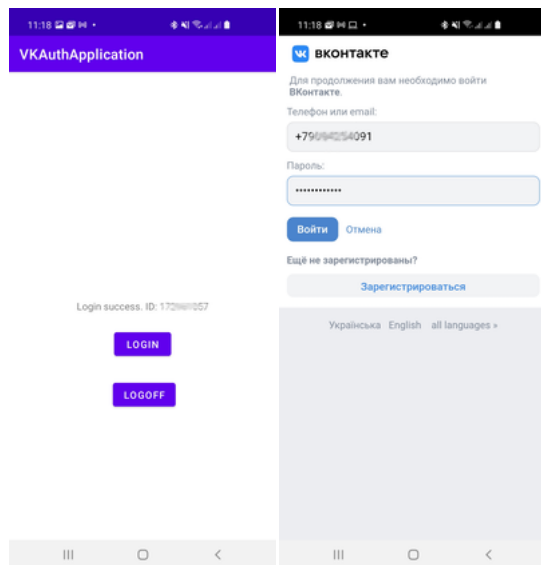 11:18
VKAuthApplication
Login success. ID:
LOGIN
LOGOFF
11:18
вконтакте
Для продолжения вам необходимо войти
ВКонтакте.
Телефон или email:
Пароль:
••••••••••••
Войти Отмена
Ещё не зарегистрированы?
Зарегистрироваться
Українська English all languages »